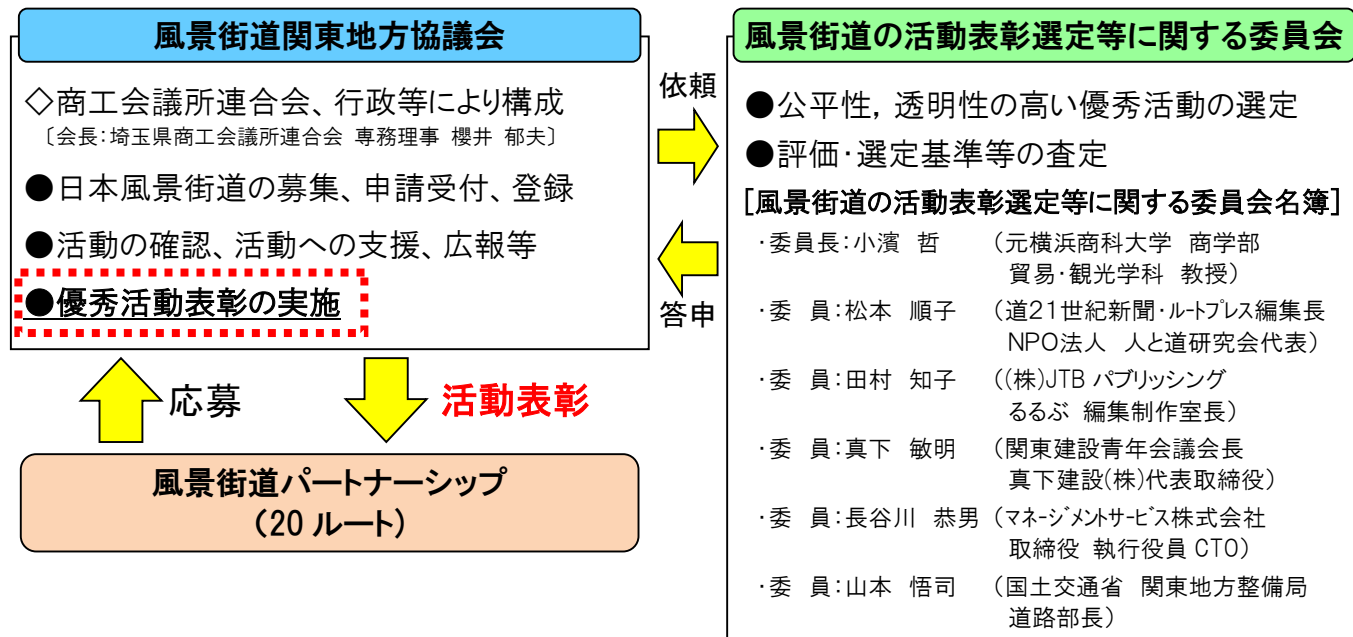 風景街道関東地方協議会
◇商工会議所連合会、行政等により構成
〔会長:埼玉県商工会議所連合会 専務理事 櫻井 郁夫〕
●日本風景街道の募集、申請受付、登録
●活動の確認、活動への支援、広報等
●優秀活動表彰の実施
依頼
答申
応募
活動表彰
風景街道パートナーシップ
(20 ルート)
風景街道の活動表彰選定等に関する委員会
●公平性，透明性の高い優秀活動の選定
●評価・選定基準等の査定
[風景街道の活動表彰選定等に関する委員会名簿]
・委員長:小濱 哲 (元横浜商科大学 商学部
貿易・観光学科 教授)
・委 員:松本 順子 (道21世紀新聞・ﾙｰﾄﾌﾟﾚｽ編集長
NPO法人 人と道研究会代表)
・委 員:田村 知子 ((株)JTB パブリッシング
るるぶ 編集制作室長)
・委 員:真下 敏明 (関東建設青年会議会長
真下建設(株)代表取締役)
・委 員:長谷川 恭男 (ﾏﾈｰｼﾞﾒﾝﾄｻｰﾋﾞｽ株式会社
取締役 執行役員 CTO)
・委 員:山本 悟司 (国土交通省 関東地方整備局
道路部長)